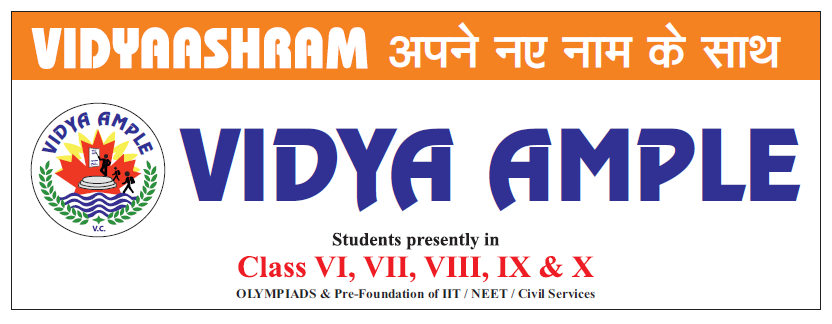 VIDYAASHRAM अपने नए नाम के साथ
VIDYA AMPLE
V.C.
VIDYA AMPLE
Students presently in
Class VI, VII, VIII, IX & X
OLYMPIADS & Pre-Foundation of IIT / NEET / Civil Services